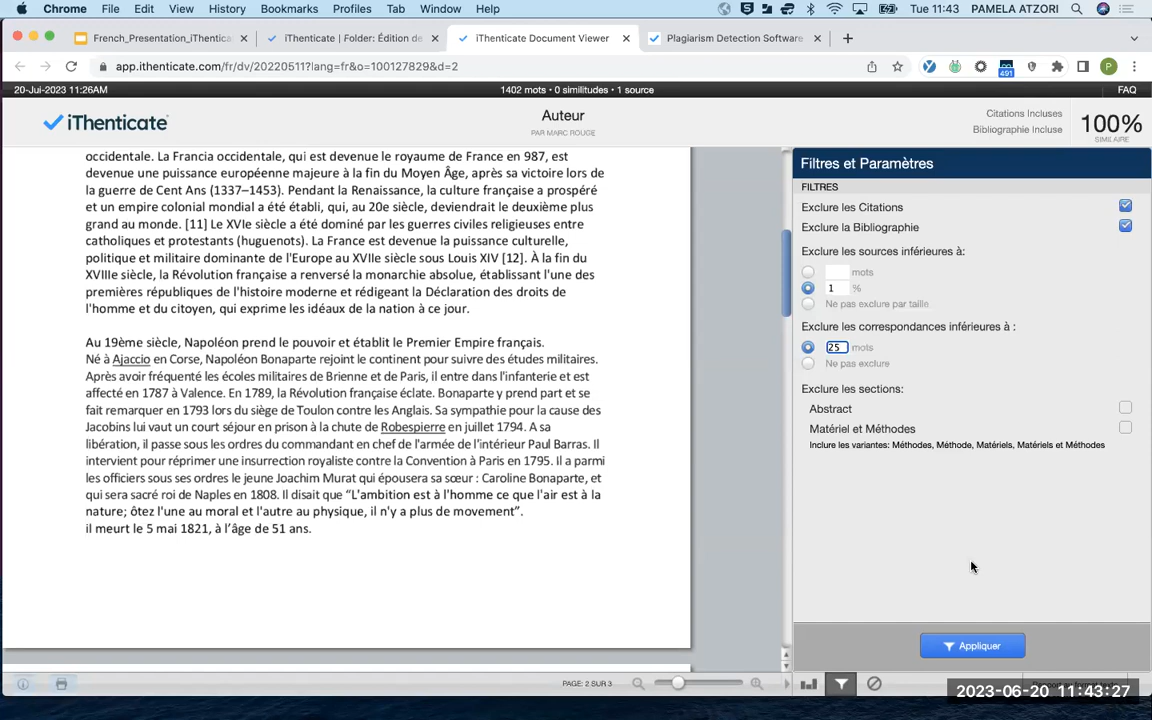 Chrome File Edit View History Bookmarks Profiles Tab Window Help Tue 11:43 PAMELA ATZORI
French_Presentation_iThentica iThenticate | Folder: Édition de iThenticate Document Viewer Plagiarism Detection Software
app.ithenticate.com/fr/dv/20220511?lang=fr&o=100127829&d=2 491 P
20-Jui-2023 11:26AM 1402 mots • 0 similitudes • 1 source FAQ
iThenticate Auteur
PAR MARC ROUGE
Citations Incluses
Bibliographie Incluse
100%
SIMILAIRE
occidentale. La Francia occidentale, qui est devenue le royaume de France en 987, est
devenue une puissance européenne majeure à la fin du Moyen Âge, après sa victoire lors de
la guerre de Cent Ans (1337–1453). Pendant la Renaissance, la culture française a prospéré
et un empire colonial mondial a été établi, qui, au 20e siècle, deviendrait le deuxième plus
grand au monde. [11] Le XVIe siècle a été dominé par les guerres civiles religieuses entre
catholiques et protestants (huguenots). La France est devenue la puissance culturelle,
politique et militaire dominante de l'Europe au XVIIe siècle sous Louis XIV [12]. À la fin du
XVIIIe siècle, la Révolution française a renversé la monarchie absolue, établissant l'une des
premières républiques de l'histoire moderne et rédigeant la Déclaration des droits de
l'homme et du citoyen, qui exprime les idéaux de la nation à ce jour.
Au 19ème siècle, Napoléon prend le pouvoir et établit le Premier Empire français.
Né à Ajaccio en Corse, Napoléon Bonaparte rejoint le continent pour suivre des études militaires.
Après avoir fréquenté les écoles militaires de Brienne et de Paris, il entre dans l'infanterie et est
affecté en 1787 à Valence. En 1789, la Révolution française éclate. Bonaparte y prend part et se
fait remarquer en 1793 lors du siège de Toulon contre les Anglais. Sa sympathie pour la cause des
Jacobins lui vaut un court séjour en prison à la chute de Robespierre en juillet 1794. A sa
libération, il passe sous les ordres du commandant en chef de l'armée de l'intérieur Paul Barras. Il
intervient pour réprimer une insurrection royaliste contre la Convention à Paris en 1795. Il a parmi
les officiers sous ses ordres le jeune Joachim Murat qui épousera sa sœur : Caroline Bonaparte, et
qui sera sacré roi de Naples en 1808. Il disait que “L'ambition est à l'homme ce que l'air est à la
nature; ôtez l'une au moral et l'autre au physique, il n'y a plus de movement”.
il meurt le 5 mai 1821, à l’âge de 51 ans.
Filtres et Paramètres
FILTRES
Exclure les Citations
Exclure la Bibliographie
Exclure les sources inférieures à:
mots
1 %
Ne pas exclure par taille
Exclure les correspondances inférieures à :
25 mots
Ne pas exclure
Exclure les sections:
Abstract
Matériel et Méthodes
Inclure les variantes: Méthodes, Méthode, Matériels, Matériels et Méthodes
Appliquer
PAGE: 2 SUR 3
2023-06-20 11:43:27